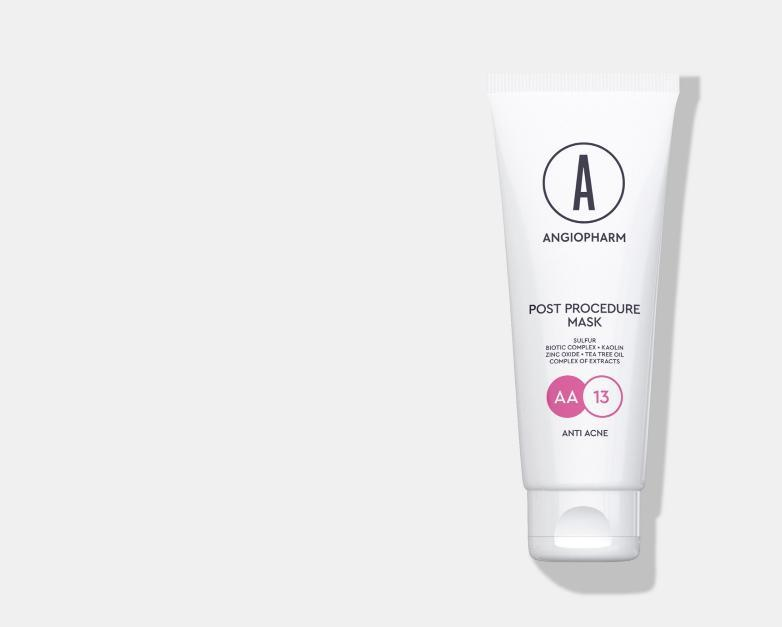 A
ANGIOPHARM
POST PROCEDURE
MASK
SULFUR
BIOTIC COMPLEX • KAOLIN
ZINC OXIDE • TEA TREE OIL
COMPLEX OF EXTRACTS
AA 13
ANTI ACNE